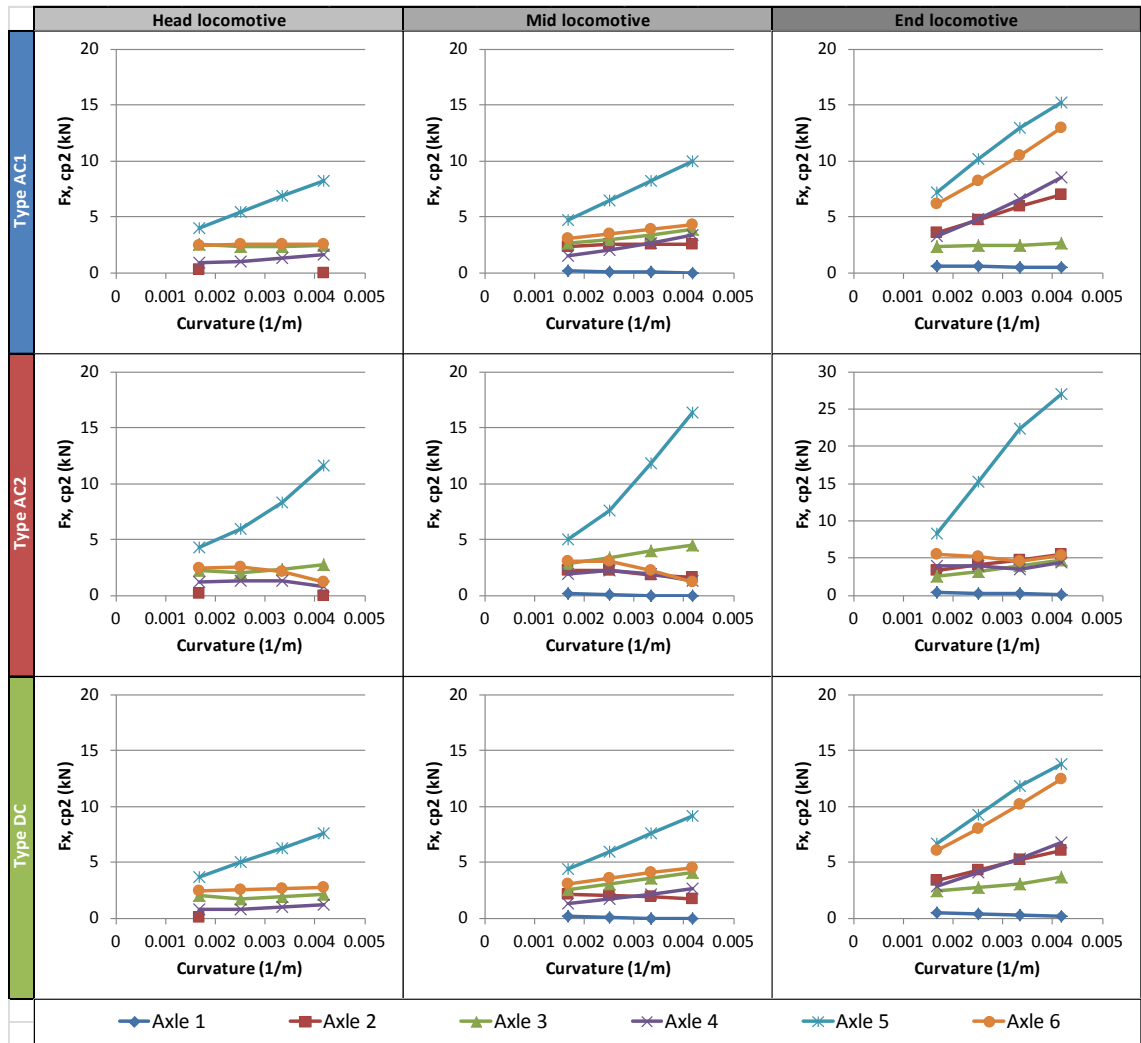 Head locomotive Mid locomotive End locomotive
Type AC1
Fx, cp2 (kN)
20
15
10
5
0
0 0.001 0.002 0.003 0.004 0.005
Curvature (1/m)
Fx, cp2 (kN)
20
15
10
5
0
0 0.001 0.002 0.003 0.004 0.005
Curvature (1/m)
Fx, cp2 (kN)
20
15
10
5
0
0 0.001 0.002 0.003 0.004 0.005
Curvature (1/m)
Type AC2
Fx, cp2 (kN)
20
15
10
5
0
0 0.001 0.002 0.003 0.004 0.005
Curvature (1/m)
Fx, cp2 (kN)
20
15
10
5
0
0 0.001 0.002 0.003 0.004 0.005
Curvature (1/m)
Fx, cp2 (kN)
30
25
20
15
10
5
0
0 0.001 0.002 0.003 0.004 0.005
Curvature (1/m)
Type DC
Fx, cp2 (kN)
20
15
10
5
0
0 0.001 0.002 0.003 0.004 0.005
Curvature (1/m)
Fx, cp2 (kN)
20
15
10
5
0
0 0.001 0.002 0.003 0.004 0.005
Curvature (1/m)
Fx, cp2 (kN)
20
15
10
5
0
0 0.001 0.002 0.003 0.004 0.005
Curvature (1/m)
Axle 1 Axle 2 Axle 3 Axle 4 Axle 5 Axle 6